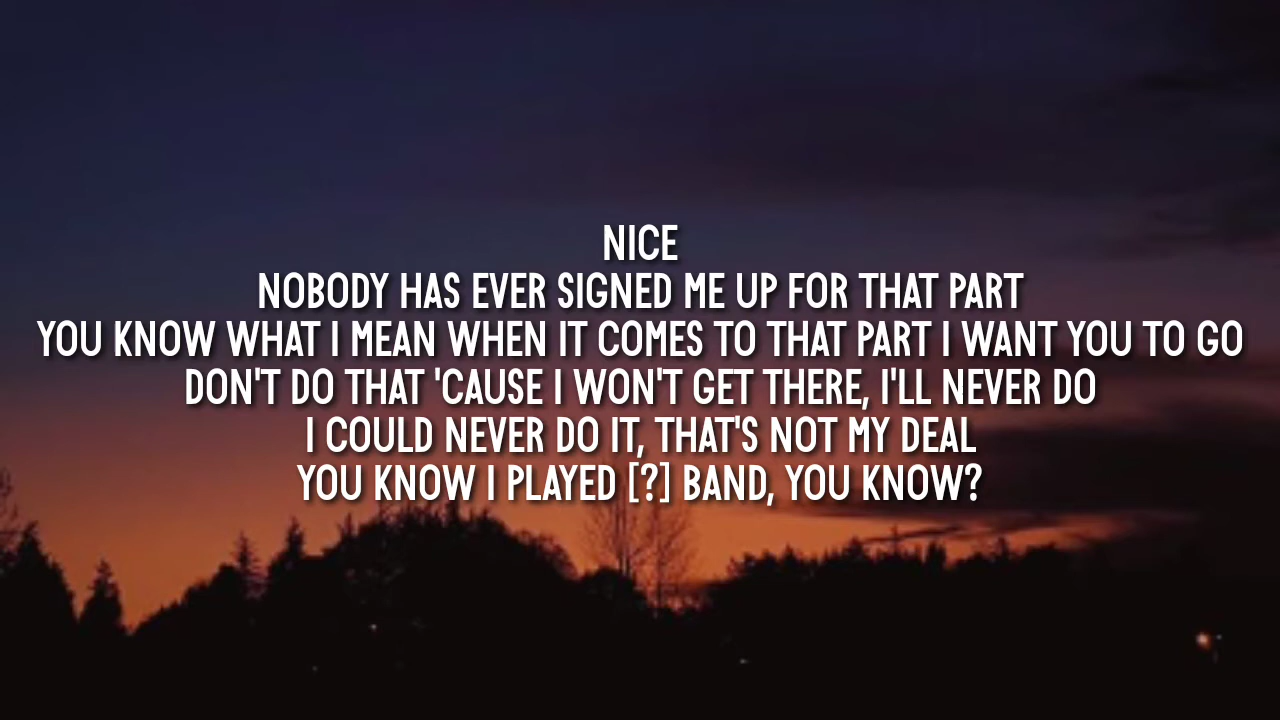 NICE
NOBODY HAS EVER SIGNED ME UP FOR THAT PART
YOU KNOW WHAT I MEAN WHEN IT COMES TO THAT PART I WANT YOU TO GO
DON'T DO THAT 'CAUSE I WON'T GET THERE, I'LL NEVER DO
I COULD NEVER DO IT, THAT'S NOT MY DEAL
YOU KNOW I PLAYED [?] BAND, YOU KNOW?